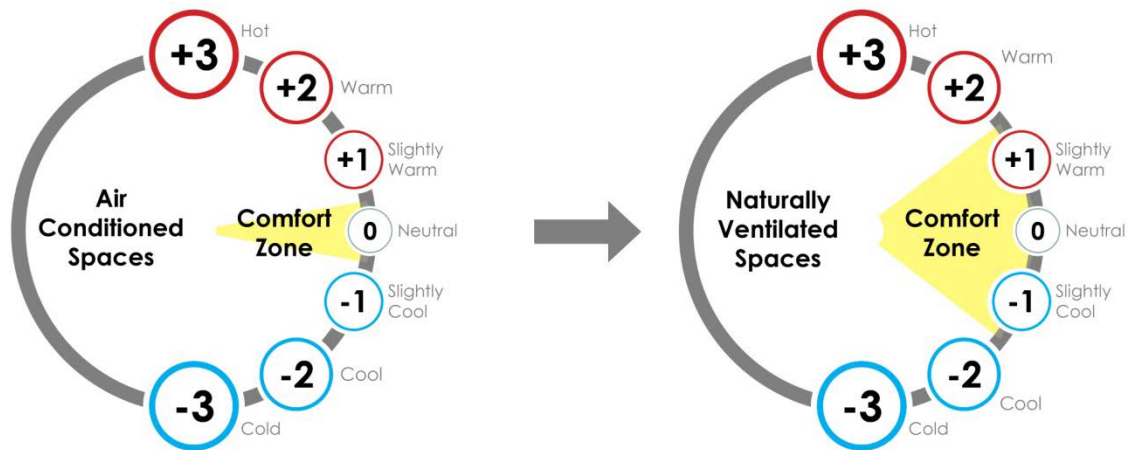 +3
Hot
+2
Warm
+1
Slightly
Warm
Air
Conditioned
Spaces
Comfort
Zone
0
Neutral
-1
Slightly
Cool
-2
Cool
-3
Cold
+3
Hot
+2
Warm
+1
Slightly
Warm
Naturally
Ventilated
Spaces
Comfort
Zone
0
Neutral
-1
Slightly
Cool
-2
Cool
-3
Cold